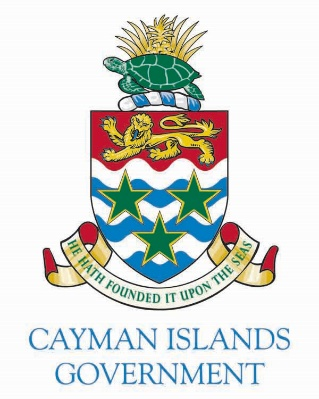 HE HATH FOUNDED IT UPON THE SEAS
CAYMAN ISLANDS
GOVERNMENT